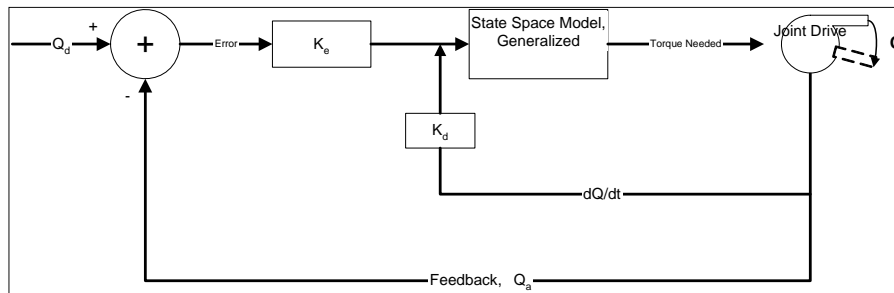 State Space Model,
Generalized
Joint Drive
Q_d
+
+
-
Error
K_e
Torque Needed
K_d
dQ/dt
Feedback, Q_a